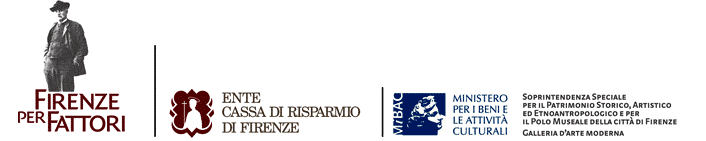 FIRENZE
PER FATTORI
ENTE
CASSA DI RISPARMIO
DI FIRENZE
MiBAC
MINISTERO
PER I BENI E
LE ATTIVITÀ
CULTURALI
SOPRINTENDENZA SPECIALE
PER IL PATRIMONIO STORICO, ARTISTICO
ED ETNOANTROPOLOGICO E PER
IL POLO MUSEALE DELLA CITTÀ DI FIRENZE
GALLERIA D'ARTE MODERNA